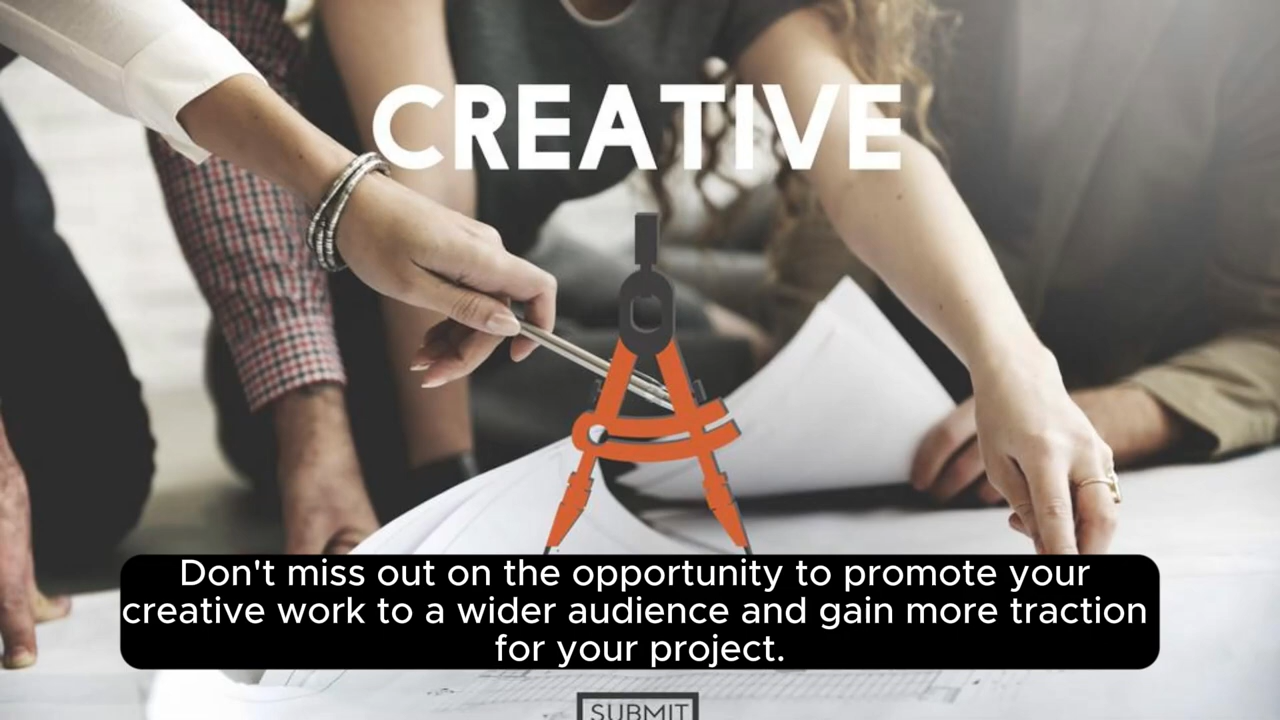 CREATIVE
Don't miss out on the opportunity to promote your
creative work to a wider audience and gain more traction
for your project.
SUBMIT